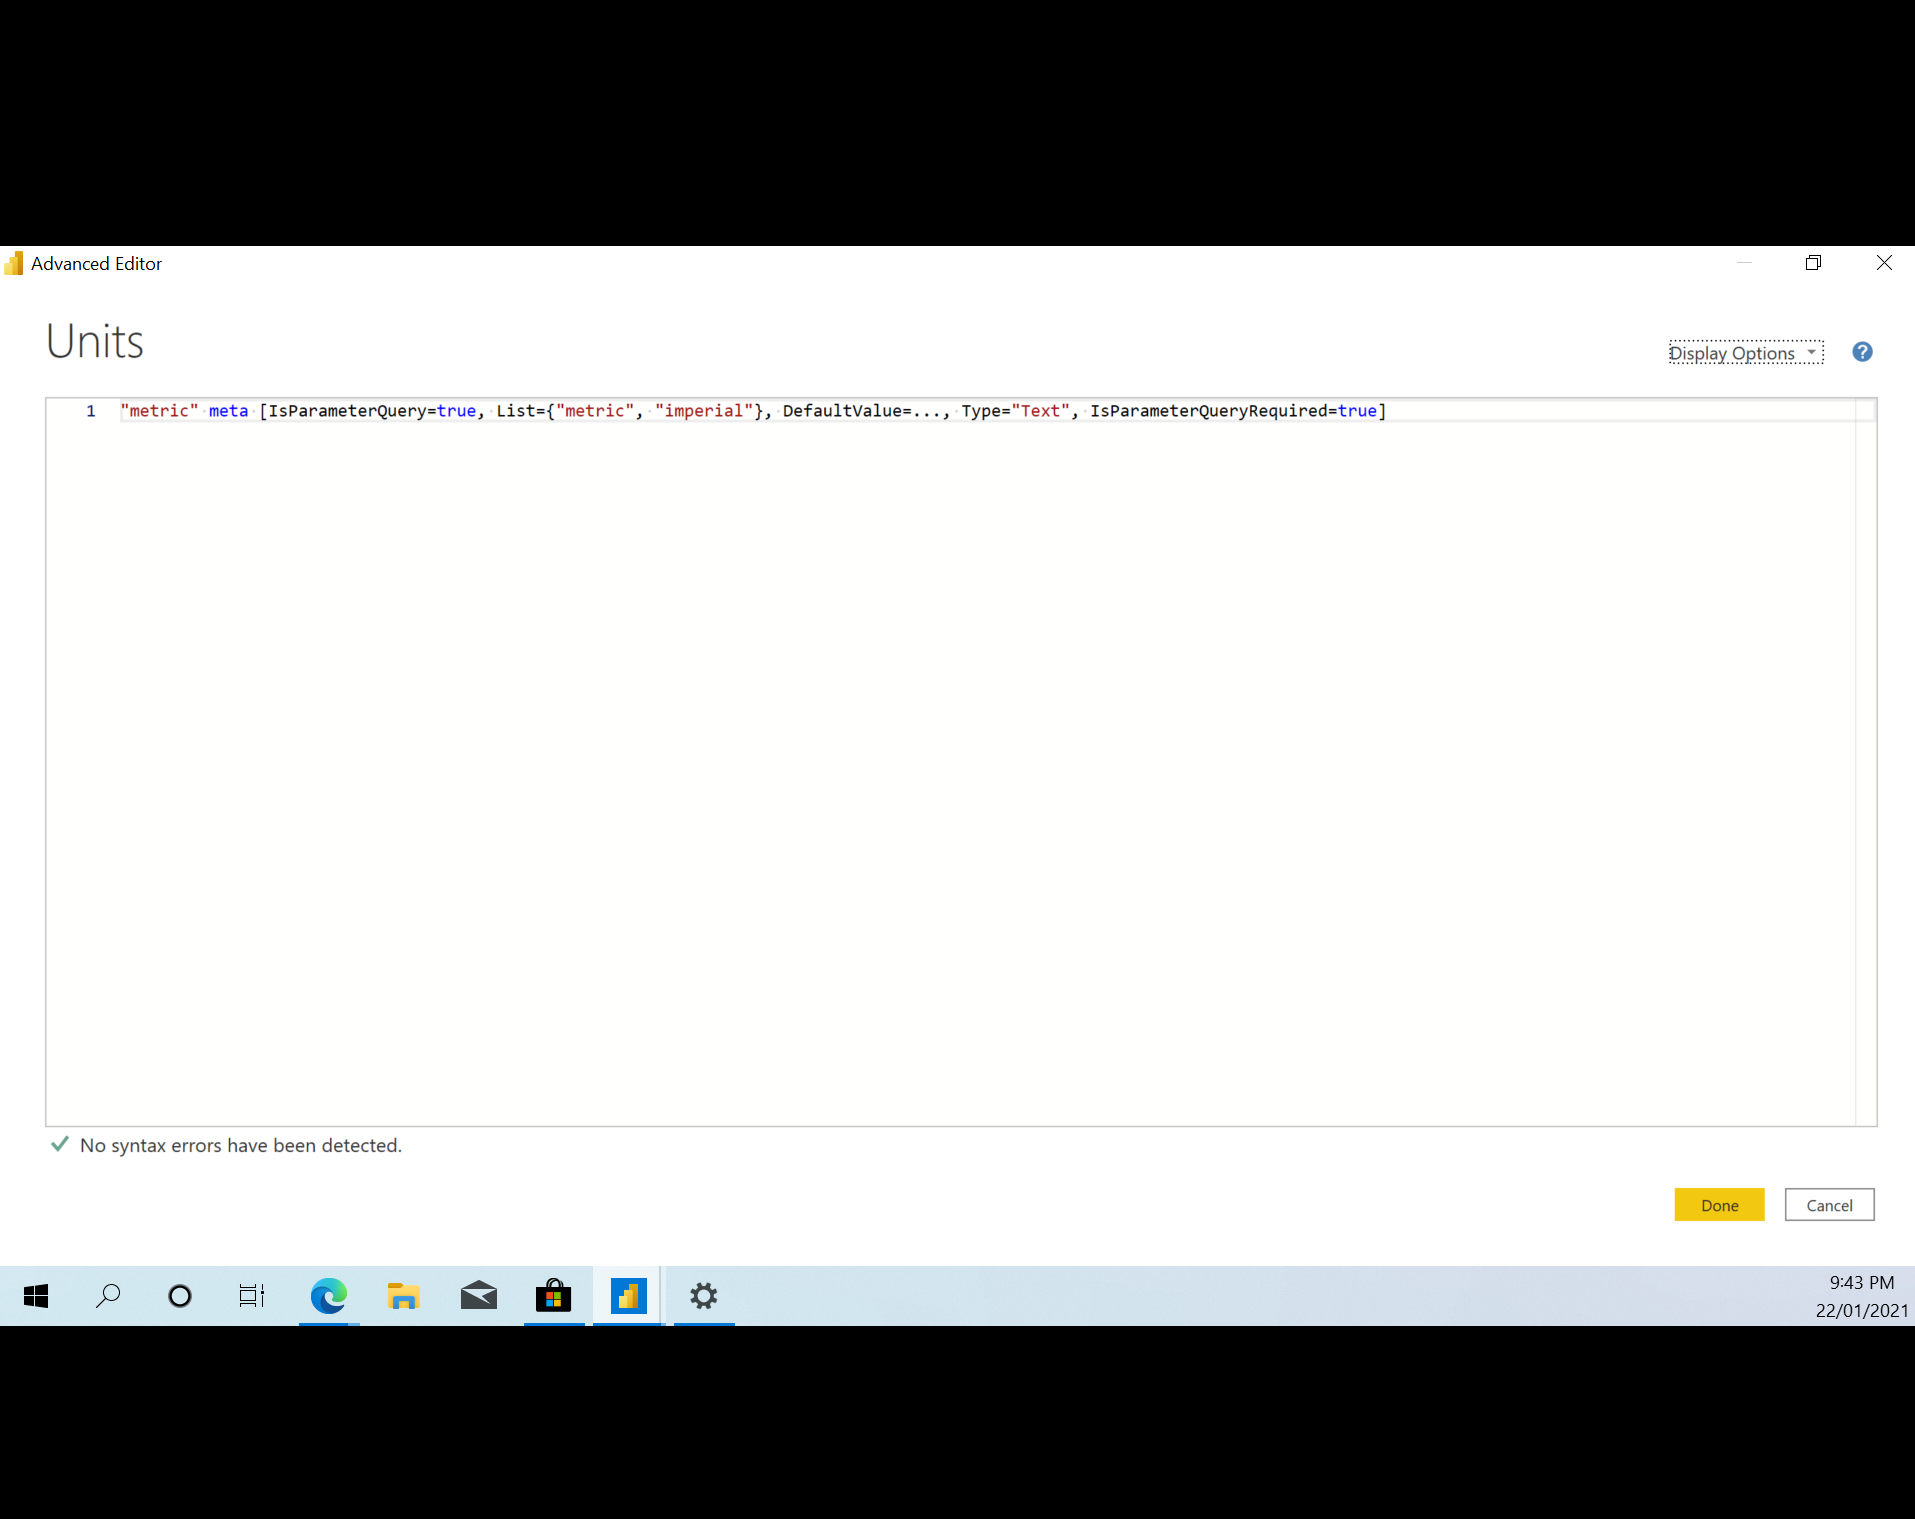 Advanced Editor
Units
Display Options
?
1 "metric" meta [IsParameterQuery=true, List={"metric", "imperial"}, DefaultValue=..., Type="Text", IsParameterQueryRequired=true]
No syntax errors have been detected.
Done Cancel
9:43 PM
22/01/2021